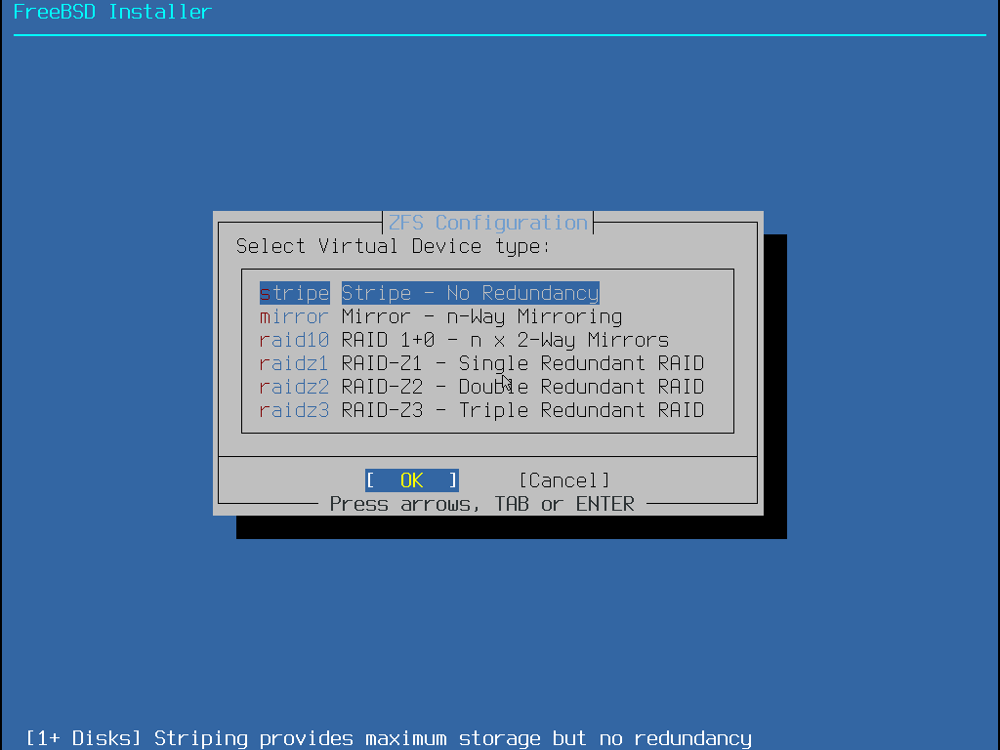 FreeBSD Installer
ZFS Configuration
Select Virtual Device type:
stripe Stripe - No Redundancy
mirror Mirror - n-Way Mirroring
raid10 RAID 1+0 - n x 2-Way Mirrors
raidz1 RAID-Z1 - Single Redundant RAID
raidz2 RAID-Z2 - Double Redundant RAID
raidz3 RAID-Z3 - Triple Redundant RAID
[  OK  ]     [Cancel]
Press arrows, TAB or ENTER
[1+ Disks] Striping provides maximum storage but no redundancy